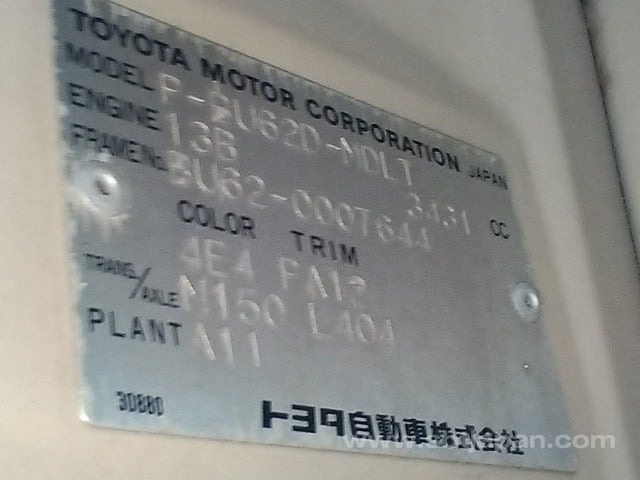 TOYOTA MOTOR CORPORATION JAPAN
MODEL P-BU62D-MDLT
ENGINE 13B 3431 CC
FRAME No. BU62-0007644
COLOR TRIM
4E4 FA12
TRANS/AXLE M150 L404
PLANT A11
3D88D
トヨタ自動車株式会社